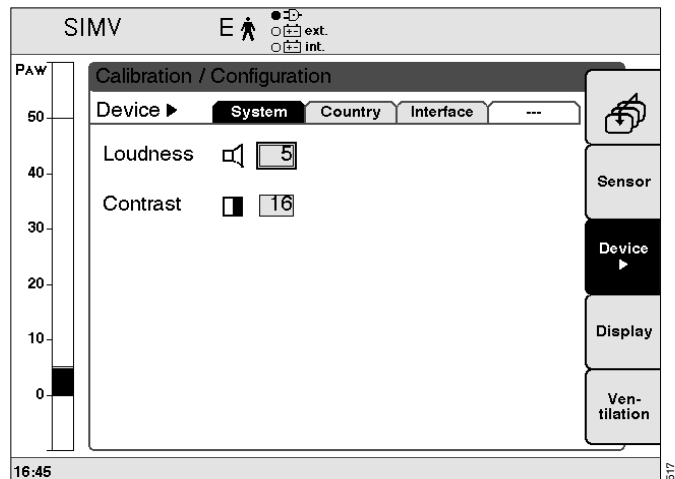 SIMV E ext.
int.
PAW
Calibration / Configuration
Device ▶ System Country Interface ---
50
Loudness 5
40
Sensor
Contrast 16
30
Device
▶
20
10
Display
0
Ven-
tilation
16:45
517